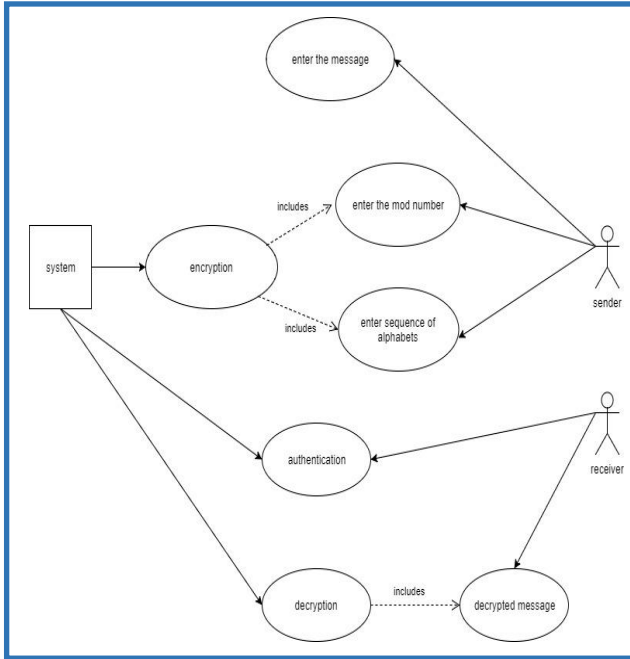 enter the message
includes
enter the mod number
system
encryption
sender
includes
enter sequence of
alphabets
authentication
receiver
includes
decryption
decrypted message